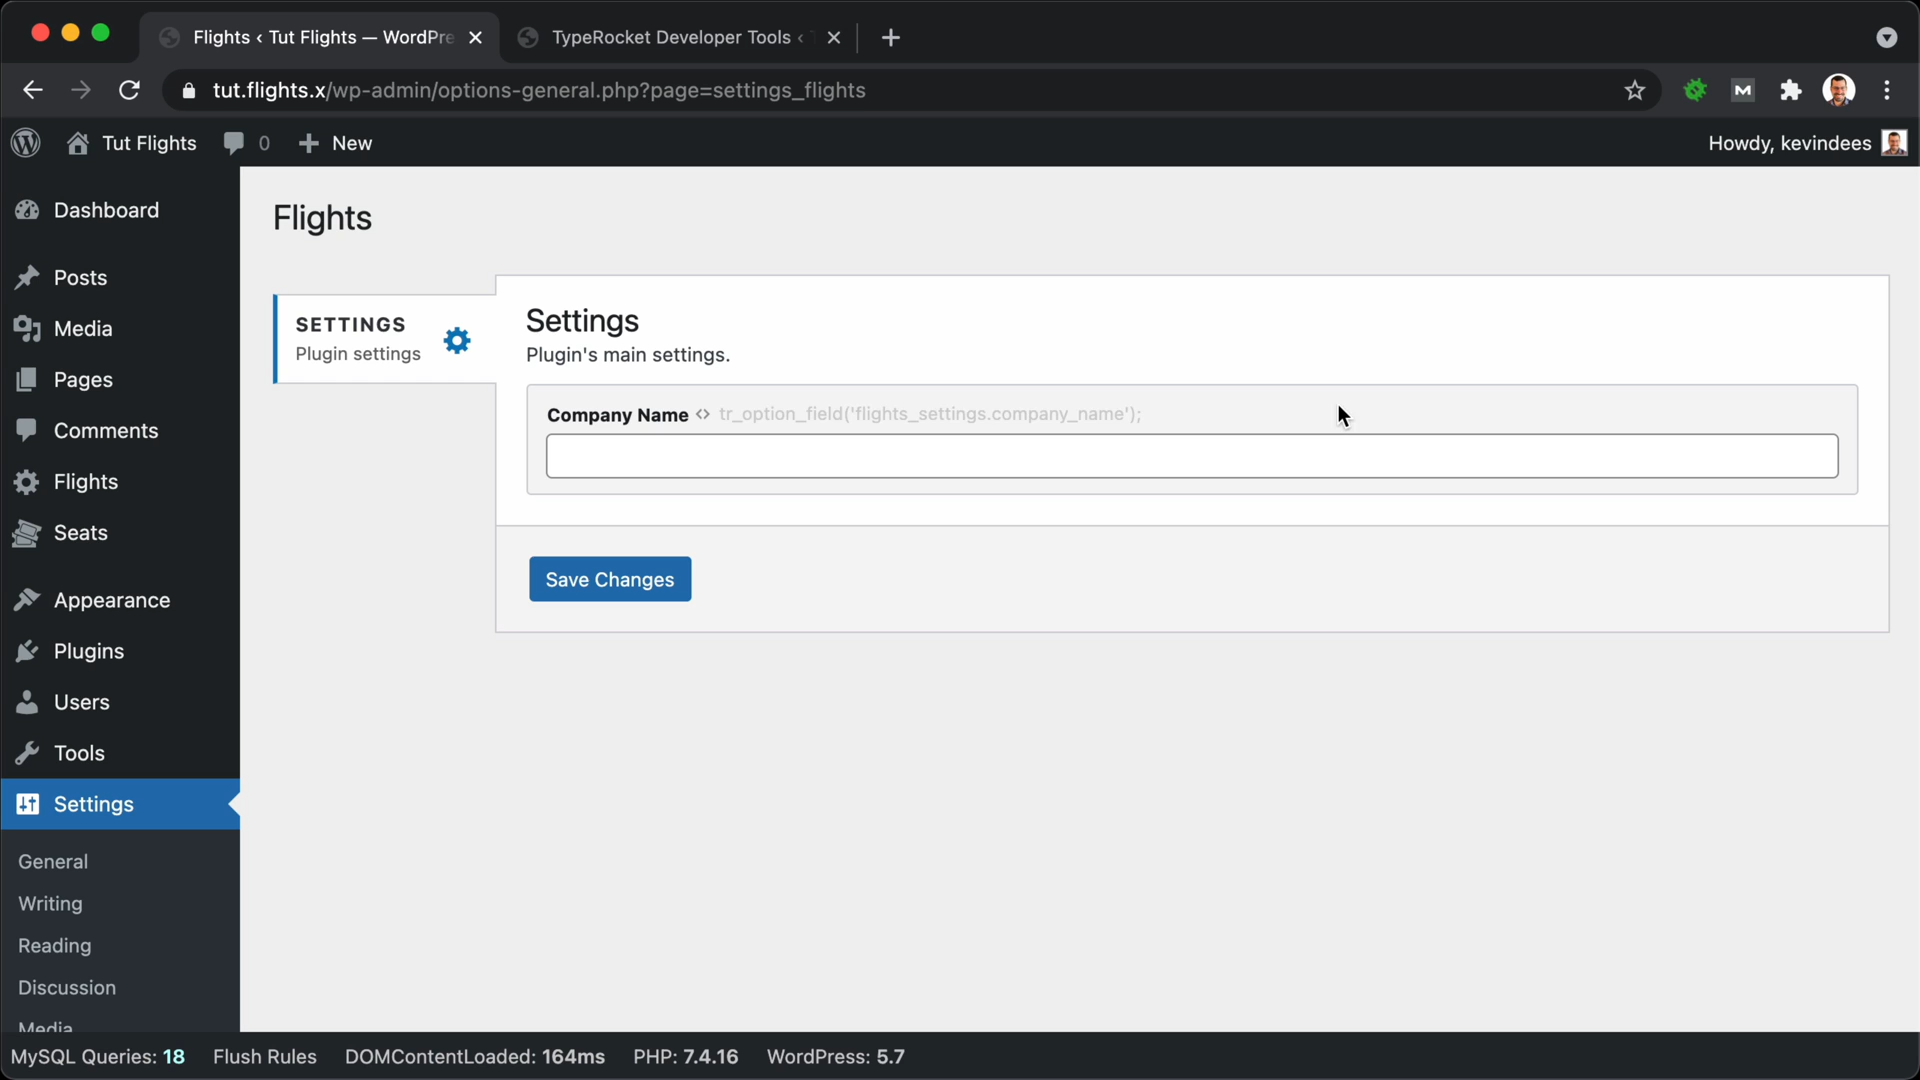 Flights ‹ Tut Flights — WordPre
TypeRocket Developer Tools ‹
tut.flights.x/wp-admin/options-general.php?page=settings_flights
M
Tut Flights
0
New
Howdy, kevindees
Dashboard
Posts
Media
Pages
Comments
Flights
Seats
Appearance
Plugins
Users
Tools
Settings
General
Writing
Reading
Discussion
Media
Flights
SETTINGS
Plugin settings
Settings
Plugin's main settings.
Company Name <> tr_option_field('flights_settings.company_name');
Save Changes
MySQL Queries: 18 Flush Rules DOMContentLoaded: 164ms PHP: 7.4.16 WordPress: 5.7